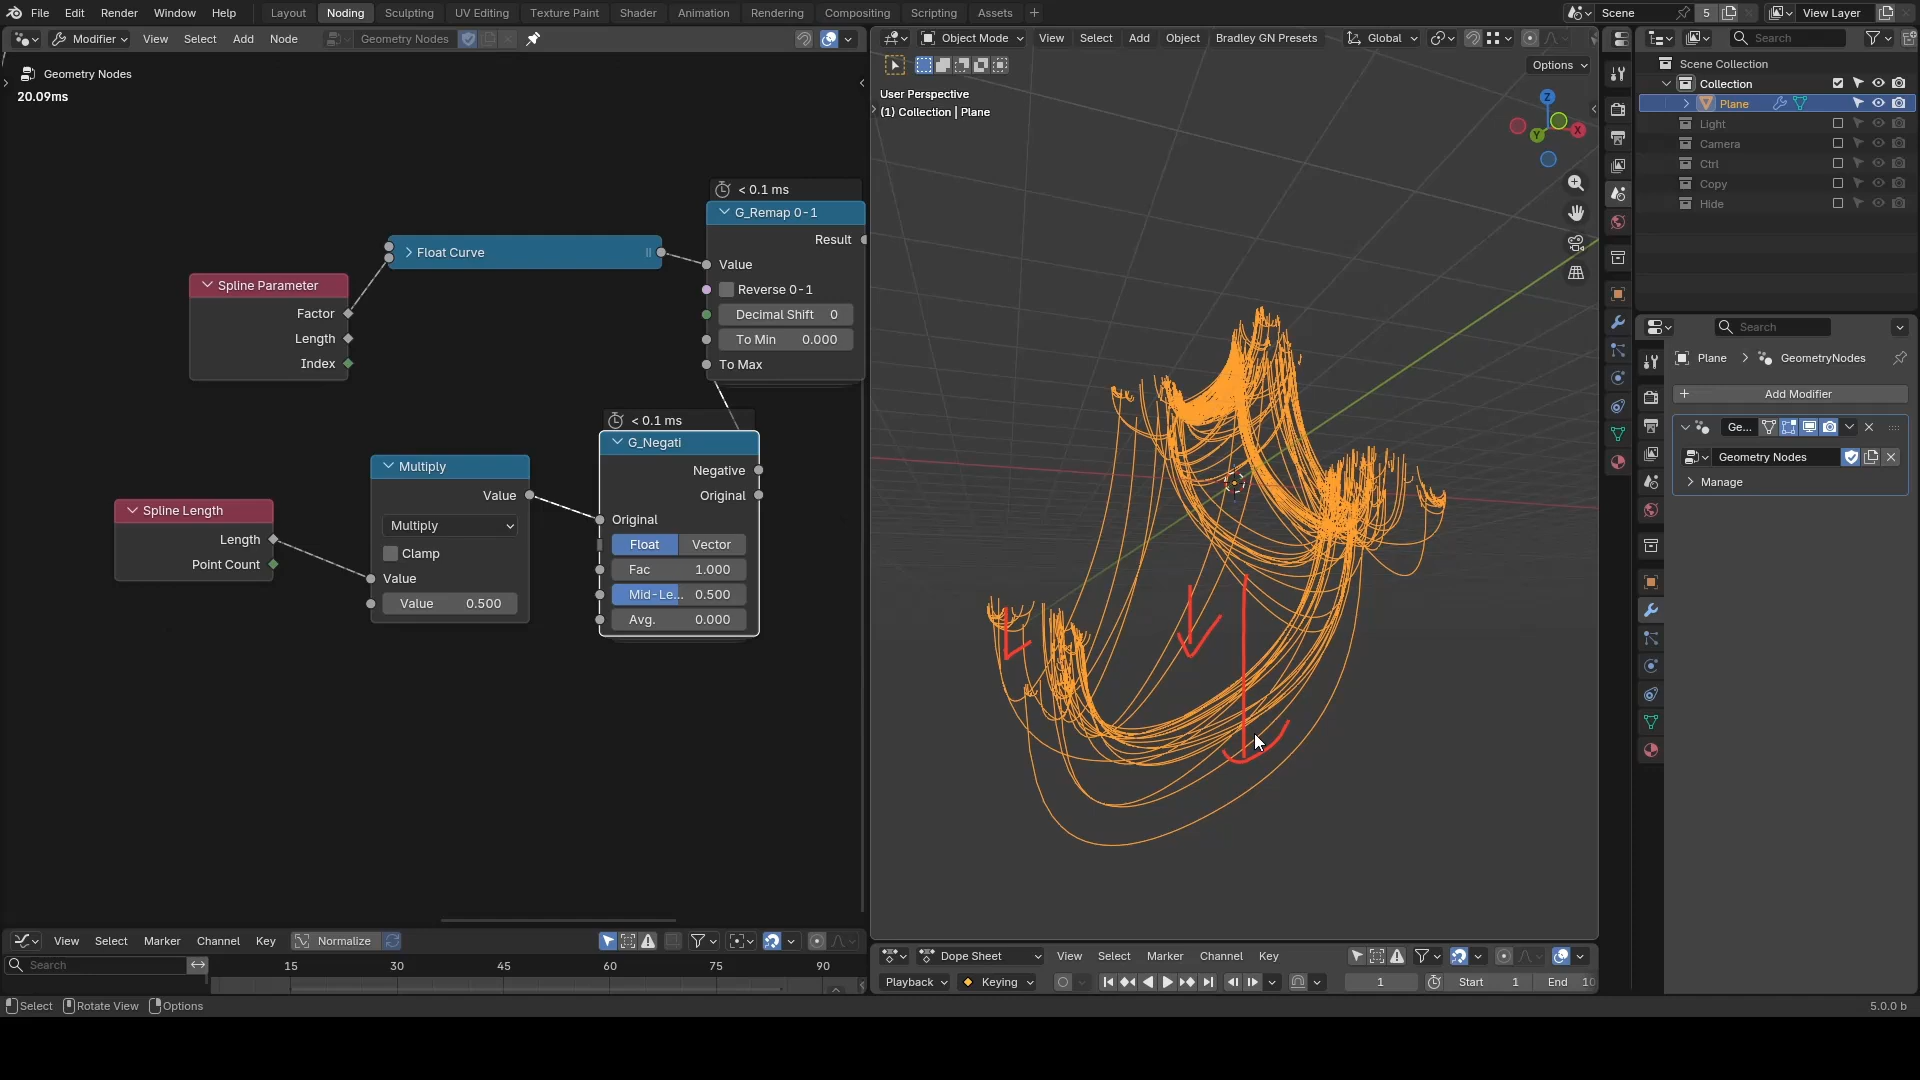 File Edit Render Window Help Layout Noding Sculpting UV Editing Texture Paint Shader Animation Rendering Compositing Scripting Assets + Scene 5 View Layer
Modifier View Select Add Node Geometry Nodes
Object Mode View Select Add Object Bradley GN Presets Global Search
Options
Geometry Nodes
20.09ms
User Perspective
(1) Collection | Plane
Z
X
Y
Scene Collection
Collection
Plane
Light
Camera
Ctrl
Copy
Hide
< 0.1 ms
G_Remap 0-1
Result
Value
Reverse 0-1
Decimal Shift 0
To Min 0.000
To Max
Float Curve
Spline Parameter
Factor
Length
Index
< 0.1 ms
G_Negati
Negative
Original
Original
Float Vector
Fac 1.000
Mid-Le... 0.500
Avg. 0.000
Multiply
Value
Multiply
Clamp
Value
Value 0.500
Spline Length
Length
Point Count
Search
Plane GeometryNodes
Add Modifier
Ge...
Geometry Nodes
Manage
View Select Marker Channel Key Normalize
Search
15 30 45 60 75 90
Dope Sheet View Select Marker Channel Key
Playback Keying 1 Start 1 End 10
Select Rotate View Options 5.0.0 b